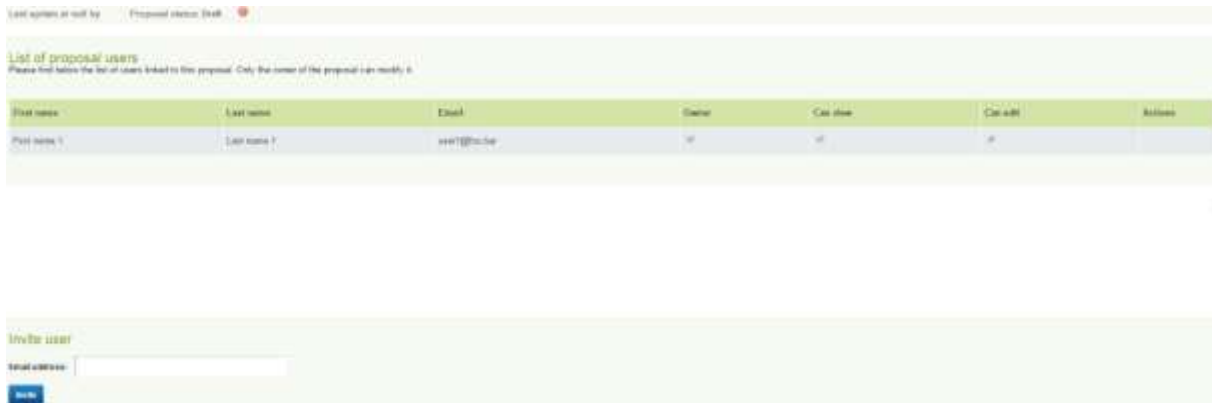 Last update at null by Proposal status: Draft
List of proposal users
Please find below the list of users linked to this proposal. Only the owner of the proposal can modify it.
First name Last name Email Owner Can view Can edit Actions
First name 1 Last name 1
Invite user
Email address:
Invite